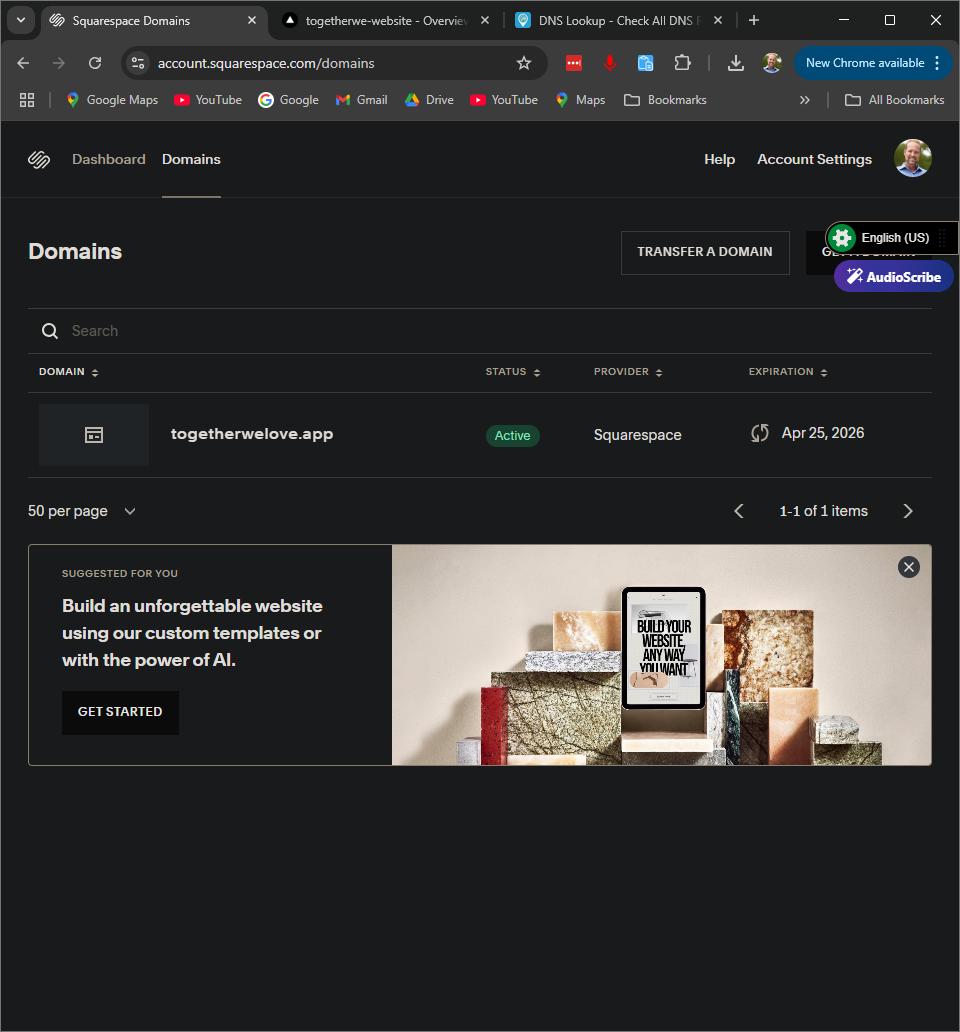 Squarespace Domains
togetherwe-website - Overview
DNS Lookup - Check All DNS
account.squarespace.com/domains
New Chrome available
Google Maps
YouTube
Google
Gmail
Drive
YouTube
Maps
Bookmarks
All Bookmarks
Dashboard
Domains
Help
Account Settings
Domains
TRANSFER A DOMAIN
English (US)
AudioScribe
Search
DOMAIN
STATUS
PROVIDER
EXPIRATION
togetherwelove.app
Active
Squarespace
Apr 25, 2026
50 per page
1-1 of 1 items
SUGGESTED FOR YOU
Build an unforgettable website
using our custom templates or
with the power of AI.
GET STARTED
BUILD YOUR
WEBSITE,
ANY WAY
YOU WANT